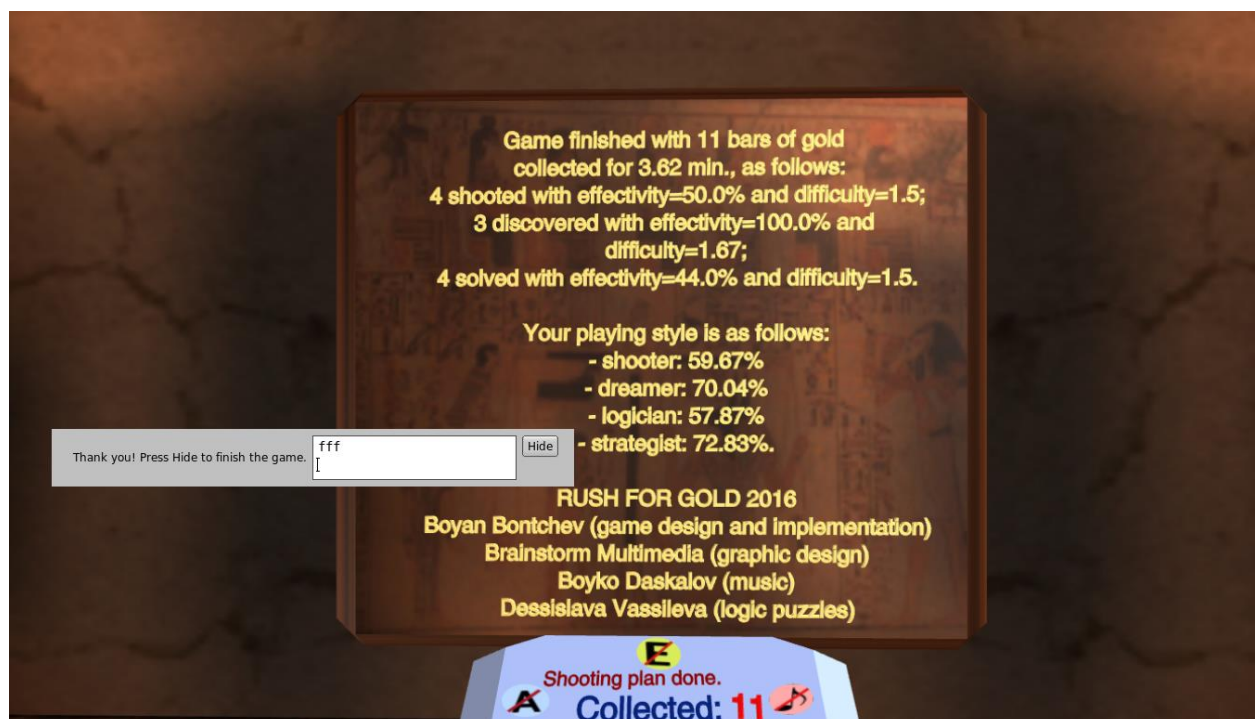 Game finished with 11 bars of gold
collected for 3.62 min., as follows:
4 shooted with effectivity=50.0% and difficulty=1.5;
3 discovered with effectivity=100.0% and
difficulty=1.67;
4 solved with effectivity=44.0% and difficulty=1.5.
Your playing style is as follows:
- shooter: 59.67%
- dreamer: 70.04%
- logician: 57.87%
- strategist: 72.83%.
Thank you! Press Hide to finish the game.
fff
Hide
RUSH FOR GOLD 2016
Boyan Bontchev (game design and implementation)
Brainstorm Multimedia (graphic design)
Boyko Daskalov (music)
Dessislava Vassileva (logic puzzles)
E
Shooting plan done.
A
Collected: 11